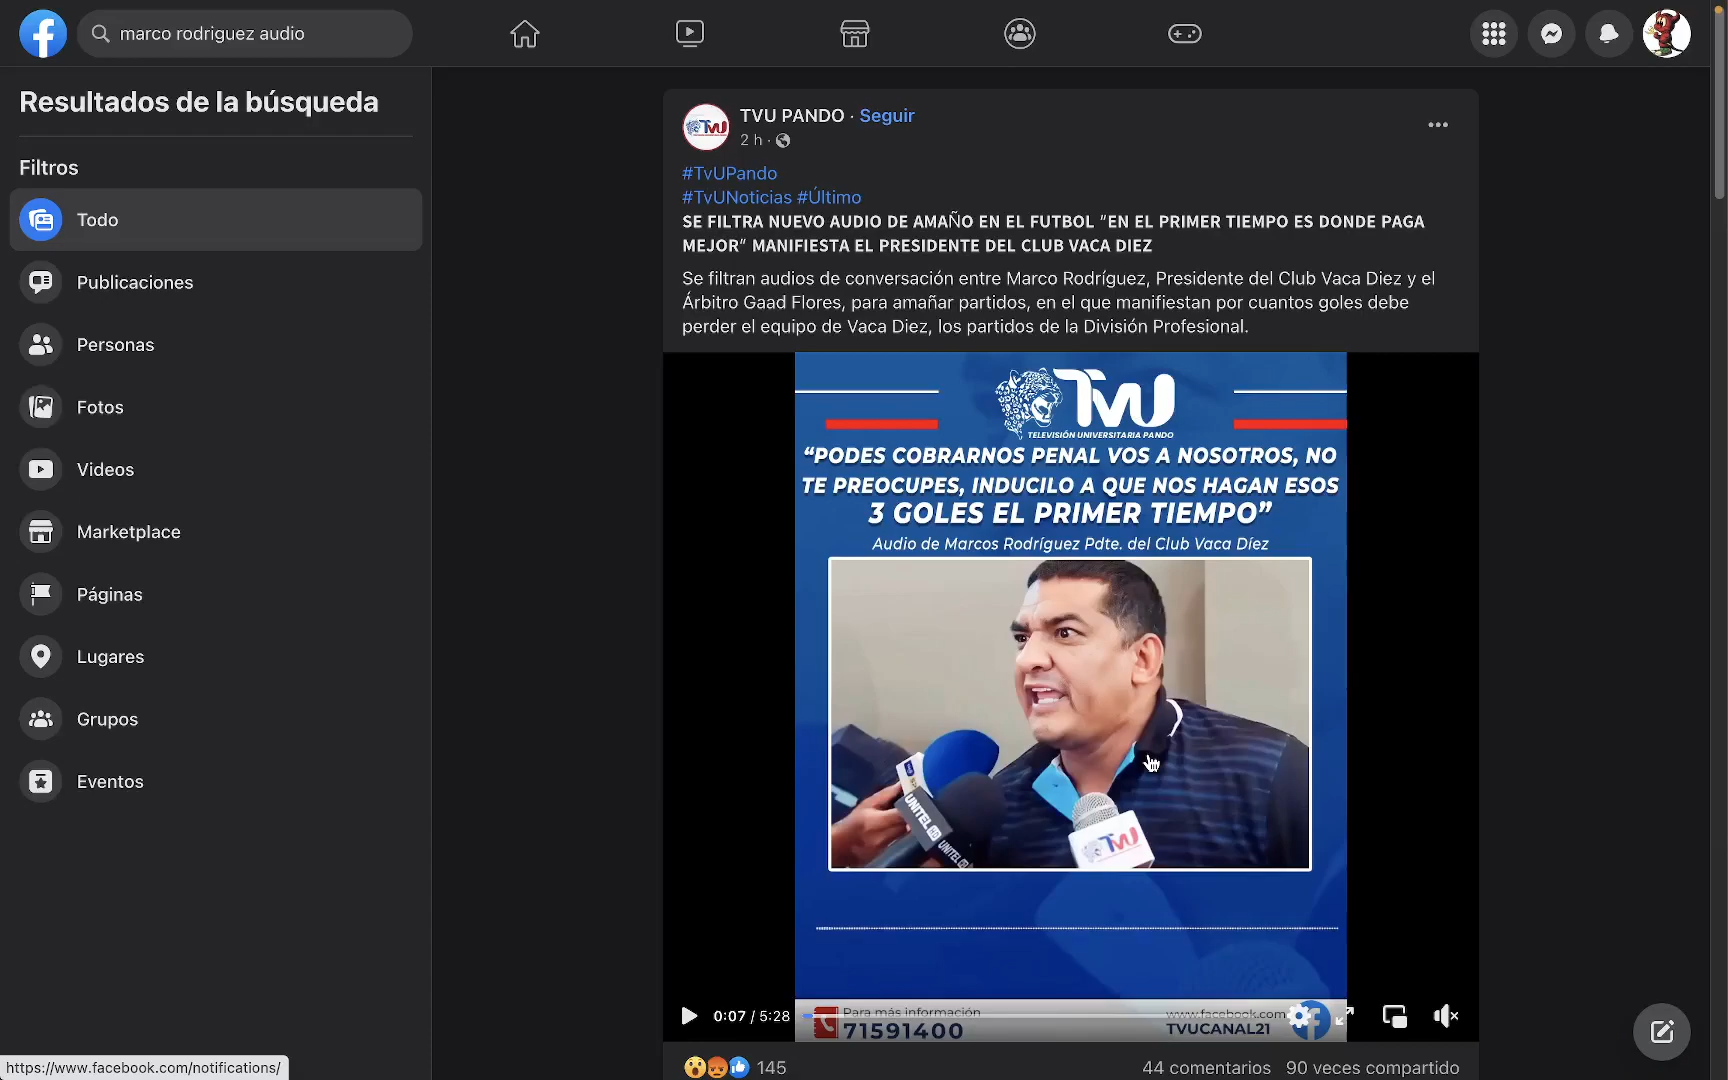 marco rodriguez audio
Resultados de la búsqueda
Filtros
Todo
Publicaciones
Personas
Fotos
Videos
Marketplace
Páginas
Lugares
Grupos
Eventos
https://www.facebook.com/notifications/
TVU PANDO · Seguir
2 h ·
#TvUPando
#TvUNoticias #Último
SE FILTRA NUEVO AUDIO DE AMAÑO EN EL FUTBOL "EN EL PRIMER TIEMPO ES DONDE PAGA
MEJOR" MANIFIESTA EL PRESIDENTE DEL CLUB VACA DIEZ
Se filtran audios de conversación entre Marco Rodríguez, Presidente del Club Vaca Diez y el
Árbitro Gaad Flores, para amañar partidos, en el que manifiestan por cuantos goles debe
perder el equipo de Vaca Diez, los partidos de la División Profesional.
TVU
TELEVISIÓN UNIVERSITARIA PANDO
"PODES COBRARNOS PENAL VOS A NOSOTROS, NO
TE PREOCUPES, INDUCILO A QUE NOS HAGAN ESOS
3 GOLES EL PRIMER TIEMPO"
Audio de Marcos Rodríguez Pdte. del Club Vaca Díez
UNITEL HD
UNITEL
TVU
0:07 / 5:28
Para más información
71591400
www.facebook.com
TVUCANAL21
145
44 comentarios
90 veces compartido